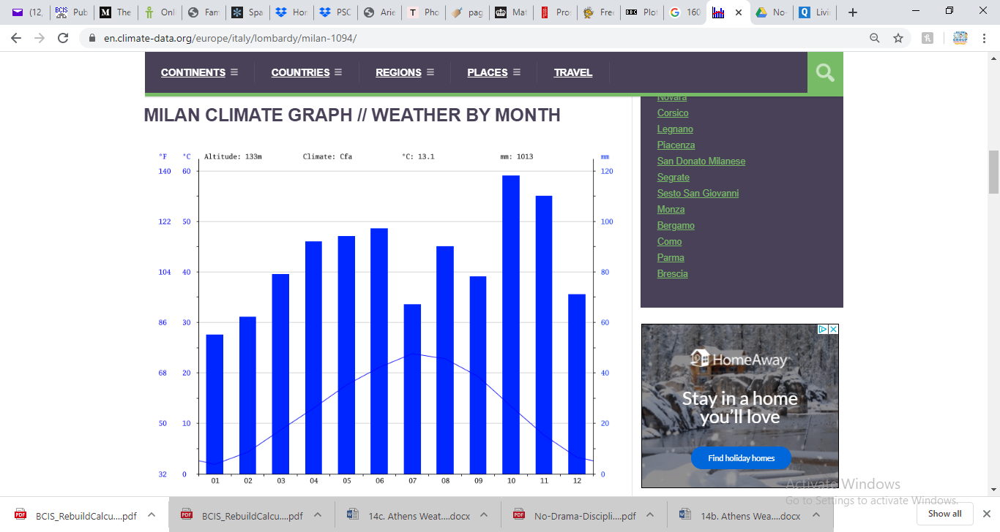 (12, BCIS Pub M The Onl Fam Spa Hor PSC Arie T Pho pag Mat Pro Free BBC Plot G 160 No- Q Livi
en.climate-data.org/europe/italy/lombardy/milan-1094/
CONTINENTS COUNTRIES REGIONS PLACES TRAVEL
MILAN CLIMATE GRAPH // WEATHER BY MONTH
°F °C Altitude: 133m Climate: Cfa °C: 13.1 mm: 1013 mm
140 60 120
122 50 100
104 40 80
86 30 60
68 20 40
50 10 20
32 0 0
01 02 03 04 05 06 07 08 09 10 11 12
Novara
Corsico
Legnano
Piacenza
San Donato Milanese
Segrate
Sesto San Giovanni
Monza
Bergamo
Como
Parma
Brescia
HomeAway
Stay in a home
you'll love
Find holiday homes
Activate Windows
Go to Settings to activate Windows.
PDF BCIS_RebuildCalcu....pdf PDF BCIS_RebuildCalcu....pdf 14c. Athens Weat....docx PDF No-Drama-Discipli....pdf 14b. Athens Wea....docx Show all